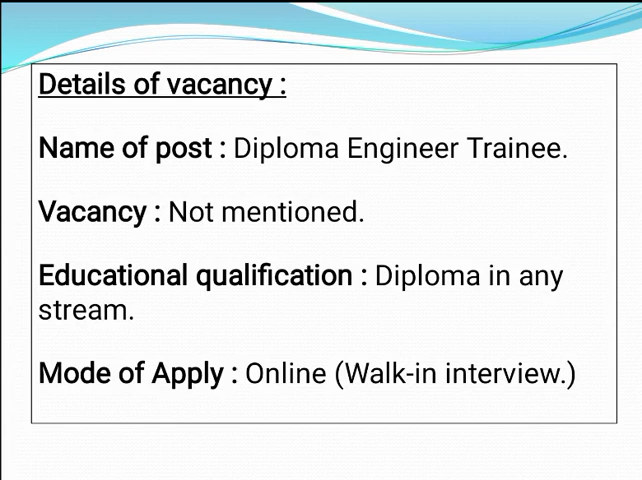 Details of vacancy :
Name of post : Diploma Engineer Trainee.
Vacancy : Not mentioned.
Educational qualification : Diploma in any
stream.
Mode of Apply : Online (Walk-in interview.)